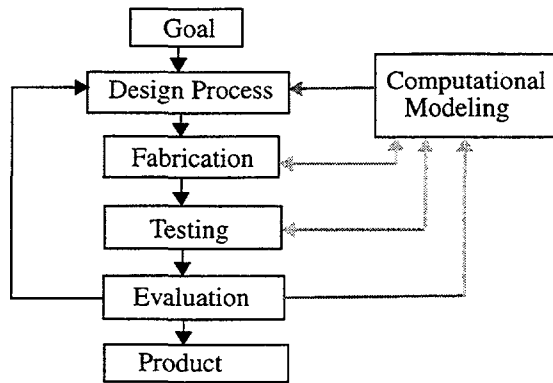 Goal
Design Process
Computational
Modeling
Fabrication
Testing
Evaluation
Product